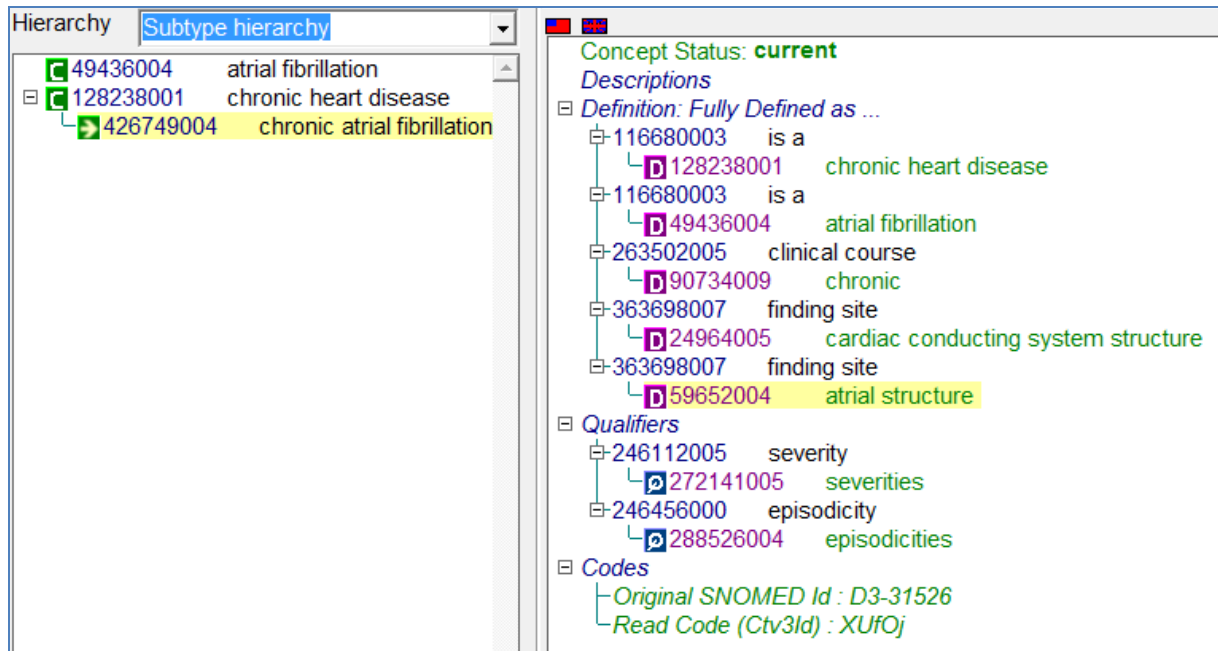 Hierarchy
Subtype hierarchy
C 49436004 atrial fibrillation
C 128238001 chronic heart disease
426749004 chronic atrial fibrillation
Concept Status: current
Descriptions
Definition: Fully Defined as ...
116680003 is a
D 128238001 chronic heart disease
116680003 is a
D 49436004 atrial fibrillation
263502005 clinical course
D 90734009 chronic
363698007 finding site
D 24964005 cardiac conducting system structure
363698007 finding site
D 59652004 atrial structure
Qualifiers
246112005 severity
272141005 severities
246456000 episodicity
288526004 episodicities
Codes
Original SNOMED Id : D3-31526
Read Code (Ctv3Id) : XUfOj